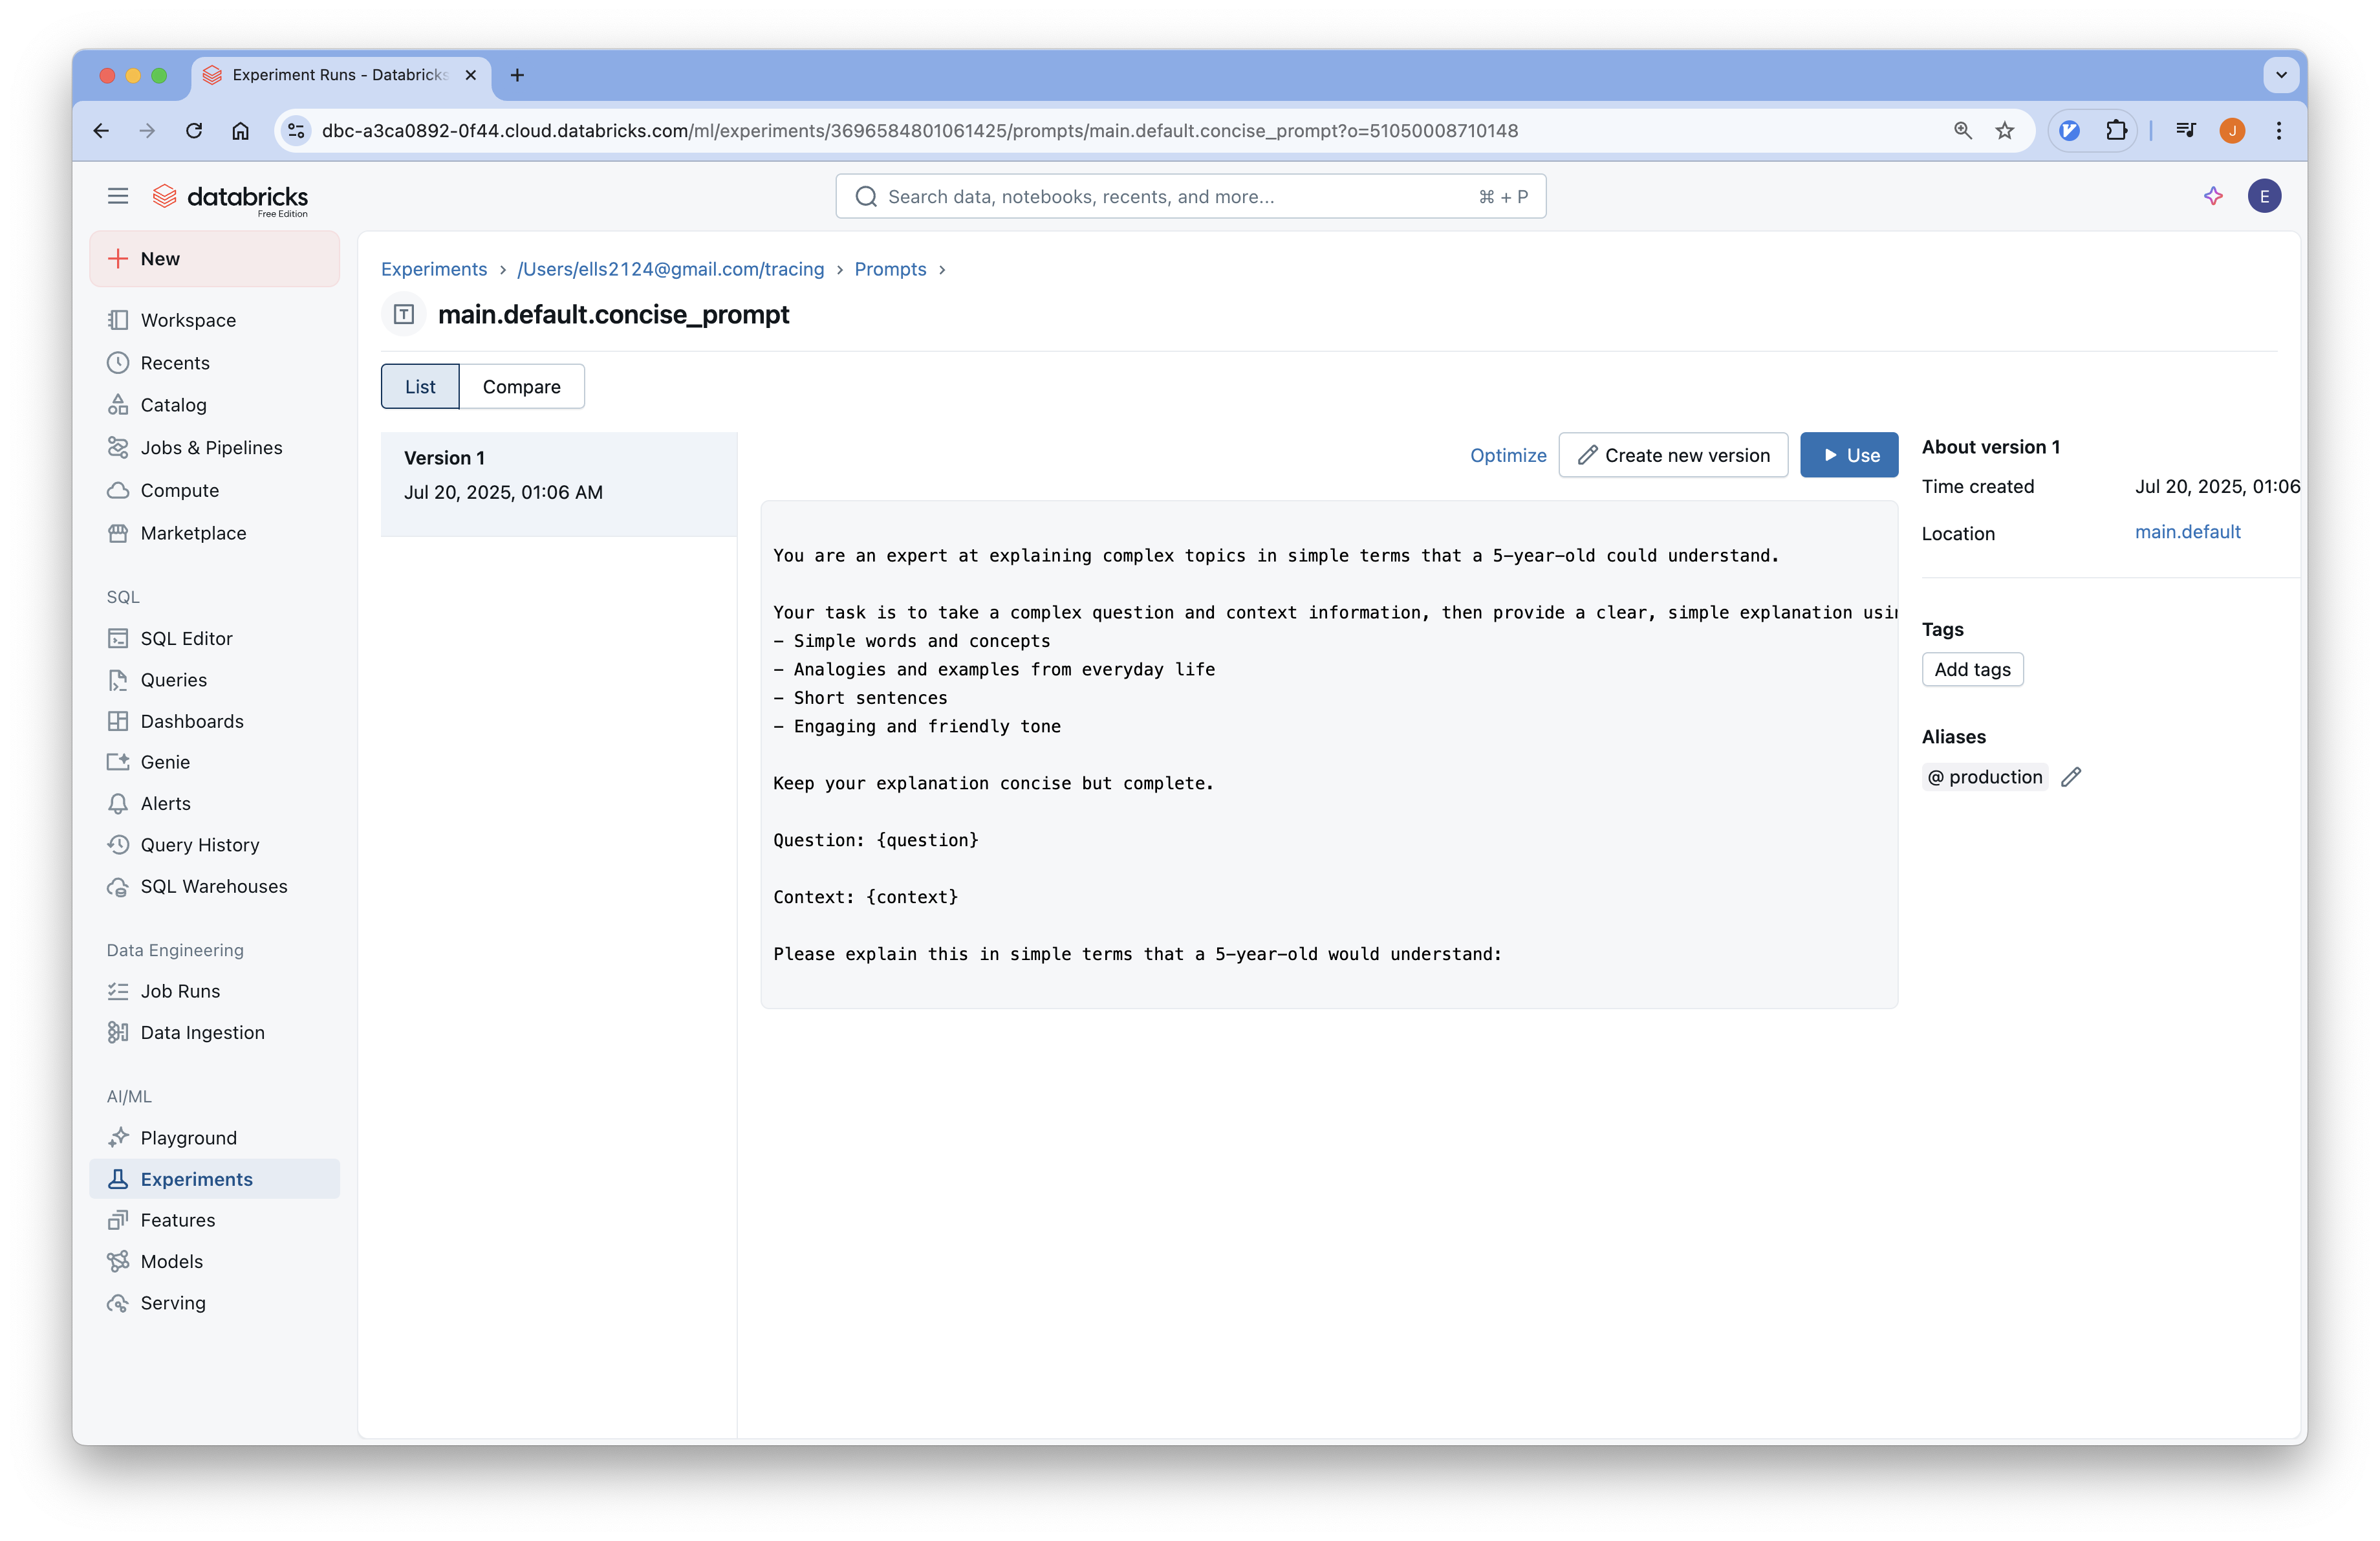 Experiment Runs - Databricks
dbc-a3ca0892-0f44.cloud.databricks.com/ml/experiments/3696584801061425/prompts/main.default.concise_prompt?o=51050008710148
J
databricks
Free Edition
Search data, notebooks, recents, and more...
⌘ + P
E
New
Workspace
Recents
Catalog
Jobs & Pipelines
Compute
Marketplace
SQL
SQL Editor
Queries
Dashboards
Genie
Alerts
Query History
SQL Warehouses
Data Engineering
Job Runs
Data Ingestion
AI/ML
Playground
Experiments
Features
Models
Serving
Experiments > /Users/ells2124@gmail.com/tracing > Prompts >
main.default.concise_prompt
List
Compare
Version 1
Jul 20, 2025, 01:06 AM
Optimize
Create new version
Use
You are an expert at explaining complex topics in simple terms that a 5-year-old could understand.
Your task is to take a complex question and context information, then provide a clear, simple explanation usin
- Simple words and concepts
- Analogies and examples from everyday life
- Short sentences
- Engaging and friendly tone
Keep your explanation concise but complete.
Question: {question}
Context: {context}
Please explain this in simple terms that a 5-year-old would understand:
About version 1
Time created
Jul 20, 2025, 01:06
Location
main.default
Tags
Add tags
Aliases
@ production